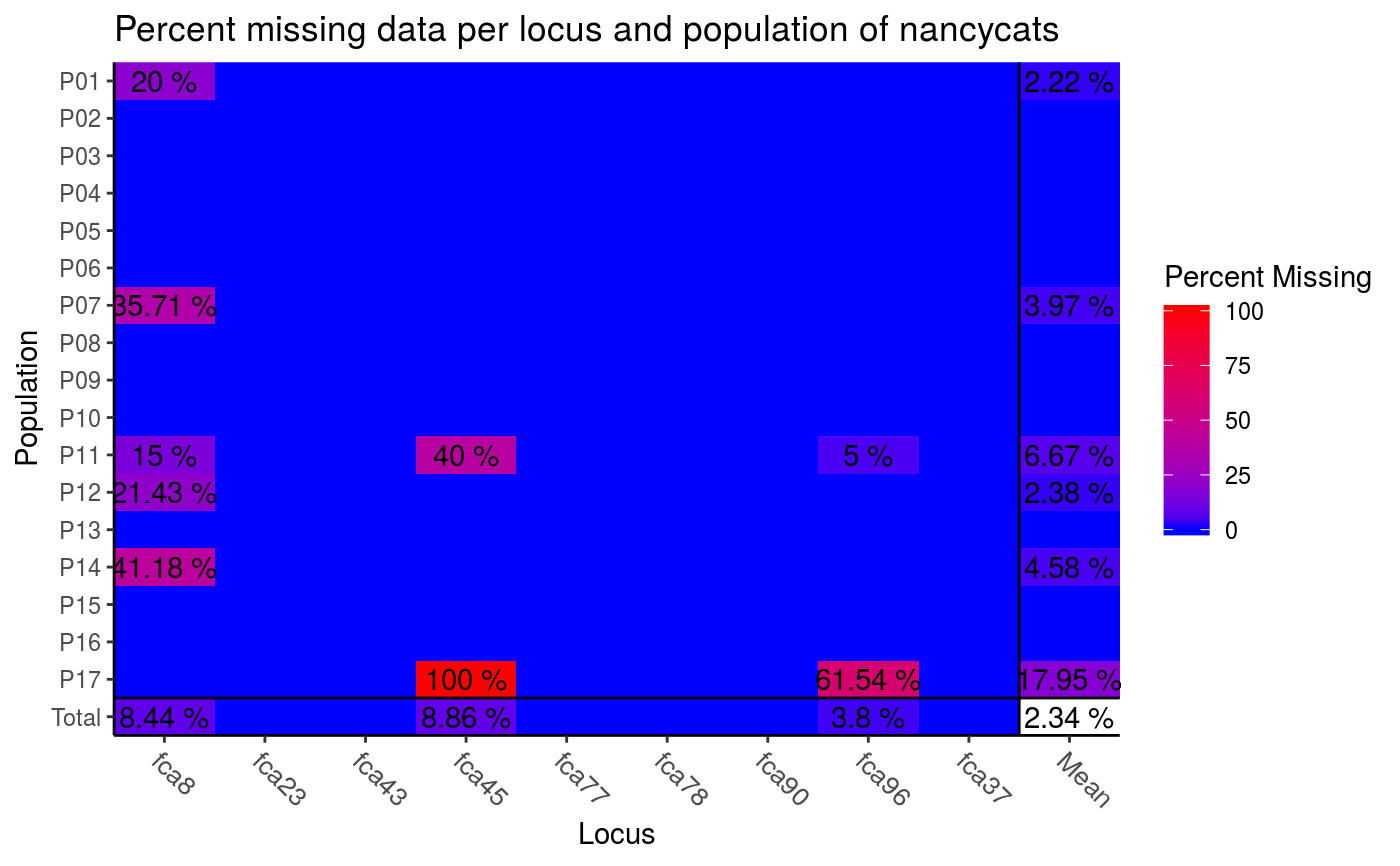 Percent missing data per locus and population of nancycats
P01 20 % 2.22 %
P02
P03
P04
P05
P06
P07 35.71 % 3.97 %
P08
P09
P10
P11 15 % 40 % 5 % 6.67 %
P12 21.43 % 2.38 %
P13
P14 41.18 % 4.58 %
P15
P16
P17 100 % 61.54 % 17.95 %
Total 8.44 % 8.86 % 3.8 % 2.34 %
fca8 fca23 fca43 fca45 fca77 fca78 fca90 fca96 fca37 Mean
Locus
Population
Percent Missing
100
75
50
25
0